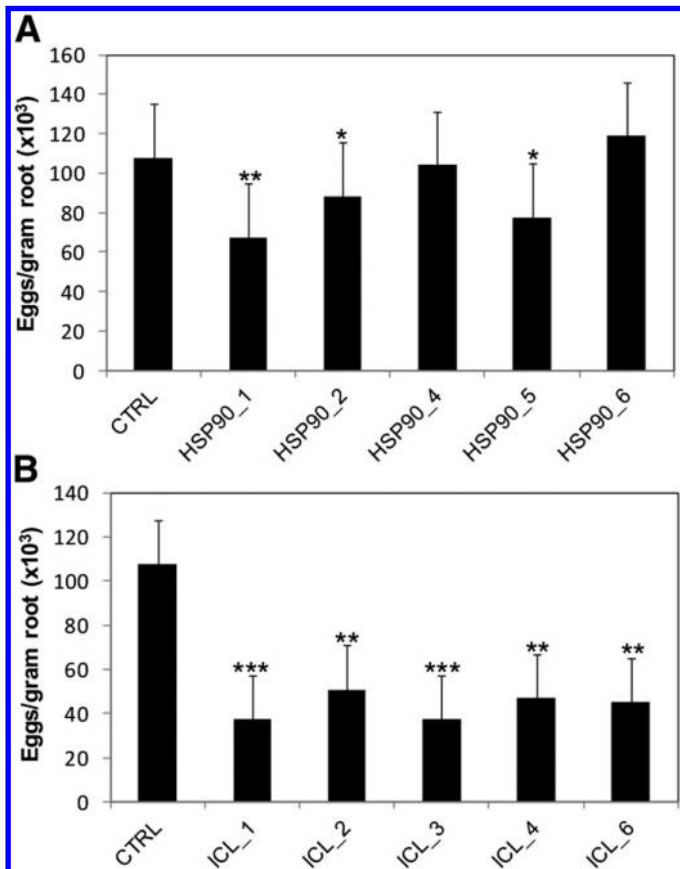 A
Eggs/gram root (x10³)
160
140
120
100
80
60
40
20
0
**
*
*
CTRL
HSP90_1
HSP90_2
HSP90_4
HSP90_5
HSP90_6
B
Eggs/gram root (x10³)
140
120
100
80
60
40
20
0
***
**
***
**
**
CTRL
ICL_1
ICL_2
ICL_3
ICL_4
ICL_6